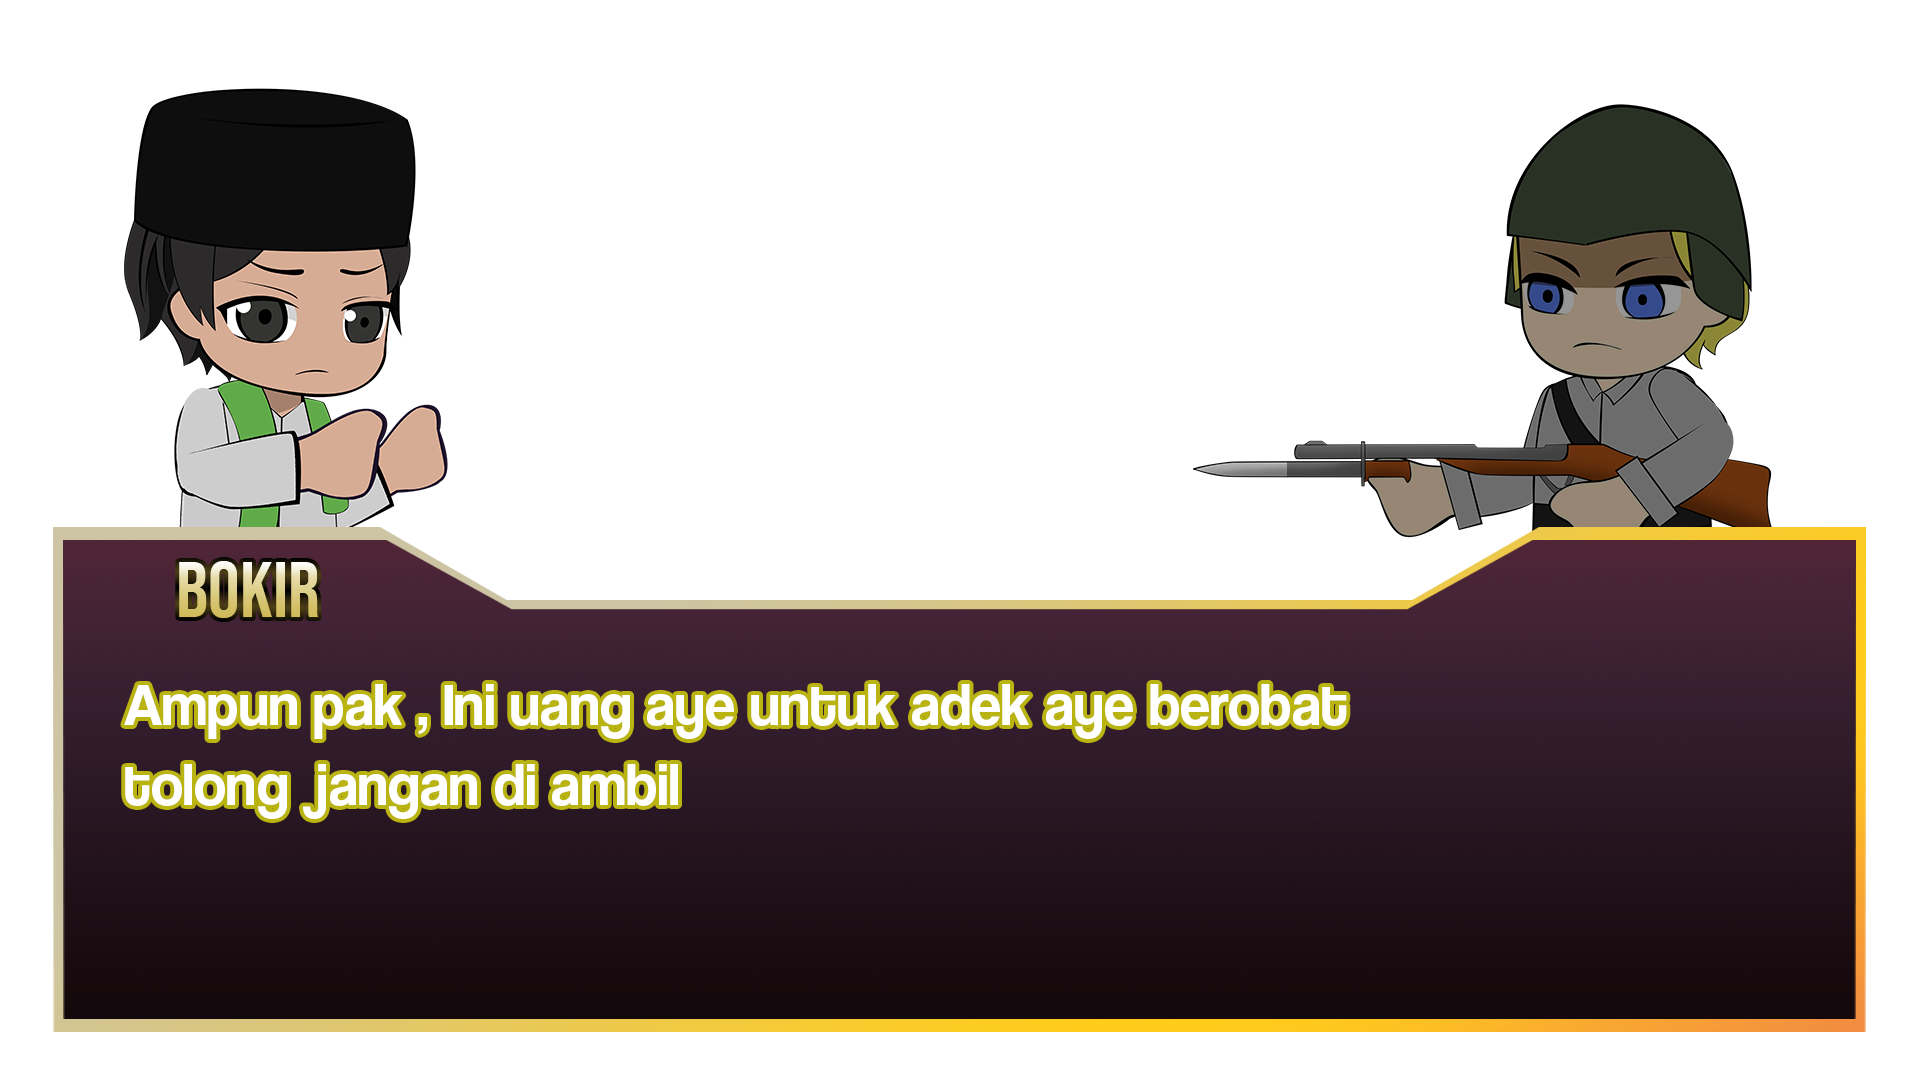 BOKIR
Ampun pak , Ini uang aye untuk adek aye berobat
tolong jangan di ambil